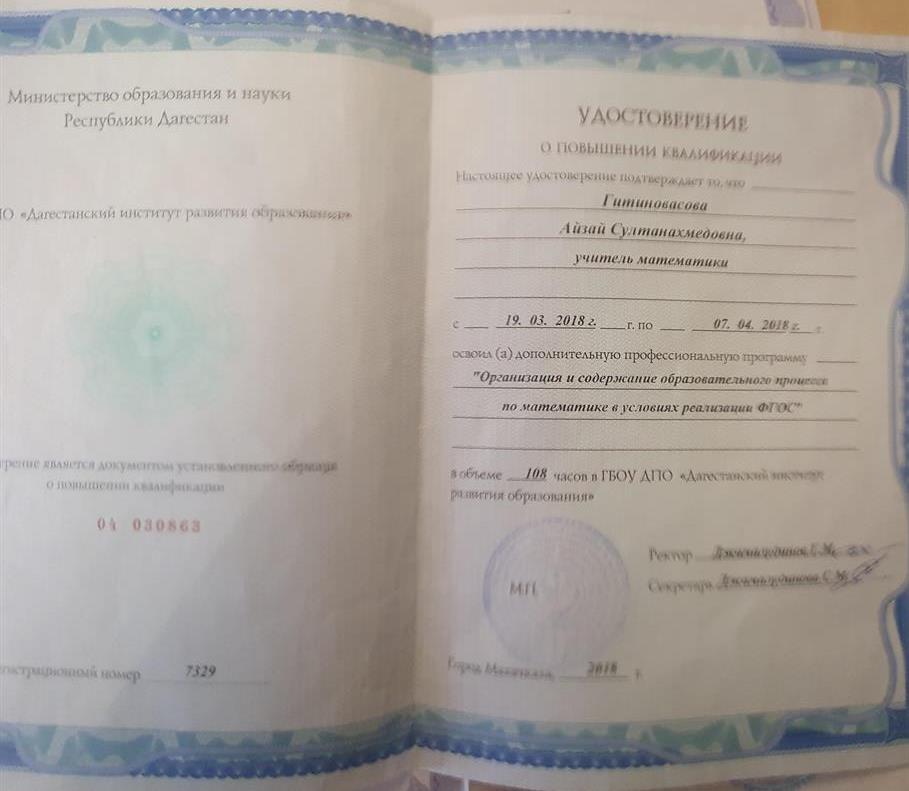 Министерство образования и науки
Республики Дагестан
«Дагестанский институт развития образования»
является документом установленного образца
о повышении квалификации
04 030863
номер 7329
УДОСТОВЕРЕНИЕ
О ПОВЫШЕНИИ КВАЛИФИКАЦИИ
Настоящее удостоверение подтверждает то, что
Гитиновасова
Айзай Султанахмедовна,
учитель математики
с 19. 03. 2018 г. г. по 07. 04. 2018 г. г.
освоил (а) дополнительную профессиональную программу
"Организация и содержание образовательного процесса
по математике в условиях реализации ФГОС"
в объеме 108 часов в ГБОУ ДПО «Дагестанский институт
развития образования»
Ректор
М.П.
Секретарь
Город Махачкала, 2018 г.